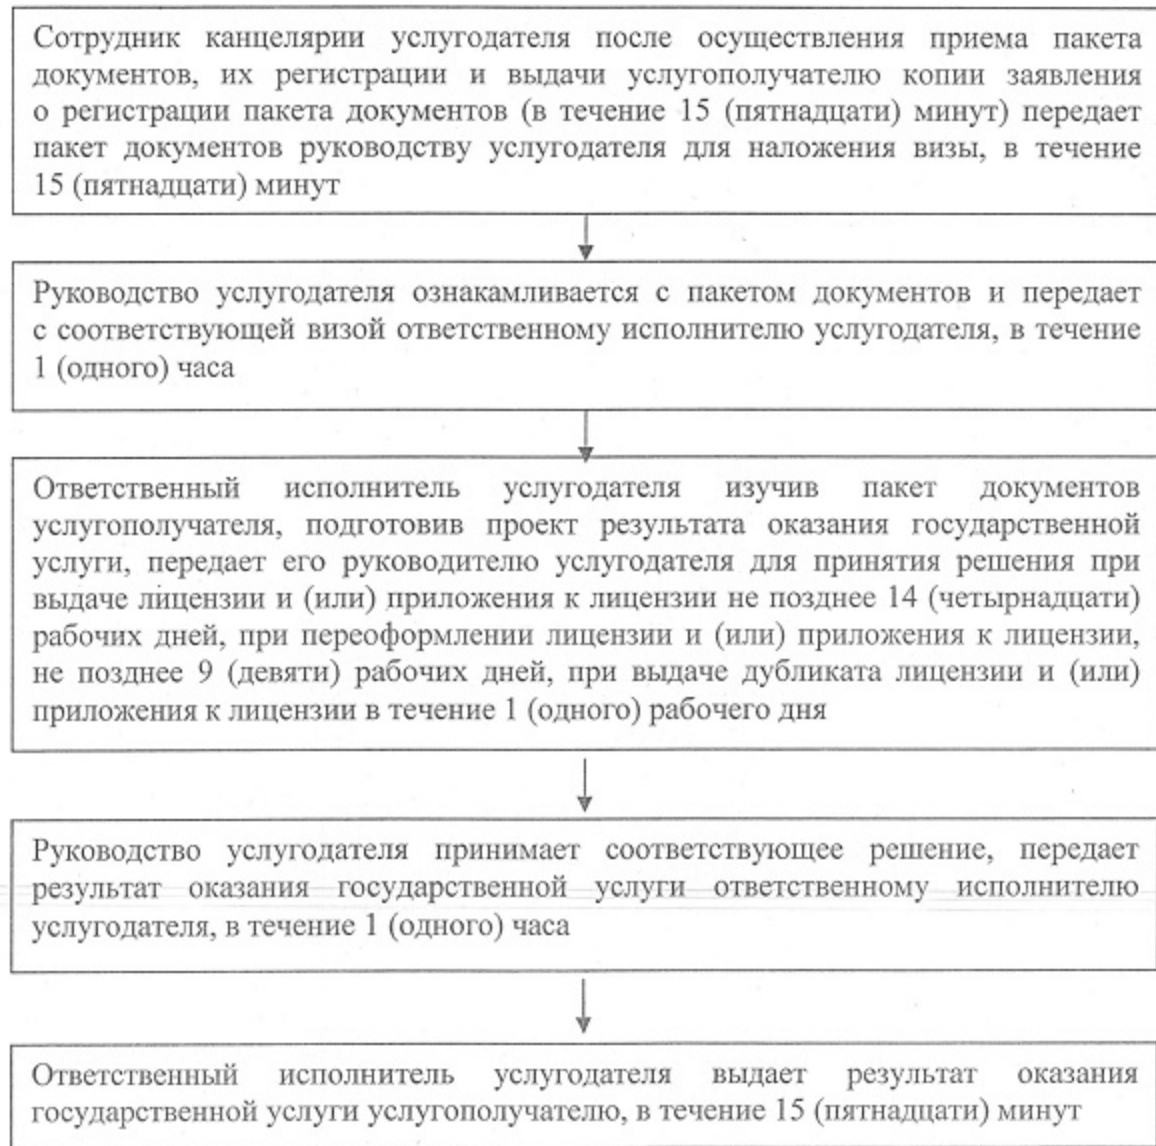 Сотрудник канцелярии услугодателя после осуществления приема пакета
документов, их регистрации и выдачи услугополучателю копии заявления
о регистрации пакета документов (в течение 15 (пятнадцати) минут) передает
пакет документов руководству услугодателя для наложения визы, в течение
15 (пятнадцати) минут
Руководство услугодателя ознакамливается с пакетом документов и передает
с соответствующей визой ответственному исполнителю услугодателя, в течение
1 (одного) часа
Ответственный исполнитель услугодателя изучив пакет документов
услугополучателя, подготовив проект результата оказания государственной
услуги, передает его руководителю услугодателя для принятия решения при
выдаче лицензии и (или) приложения к лицензии не позднее 14 (четырнадцати)
рабочих дней, при переоформлении лицензии и (или) приложения к лицензии,
не позднее 9 (девяти) рабочих дней, при выдаче дубликата лицензии и (или)
приложения к лицензии в течение 1 (одного) рабочего дня
Руководство услугодателя принимает соответствующее решение, передает
результат оказания государственной услуги ответственному исполнителю
услугодателя, в течение 1 (одного) часа
Ответственный исполнитель услугодателя выдает результат оказания
государственной услуги услугополучателю, в течение 15 (пятнадцати) минут